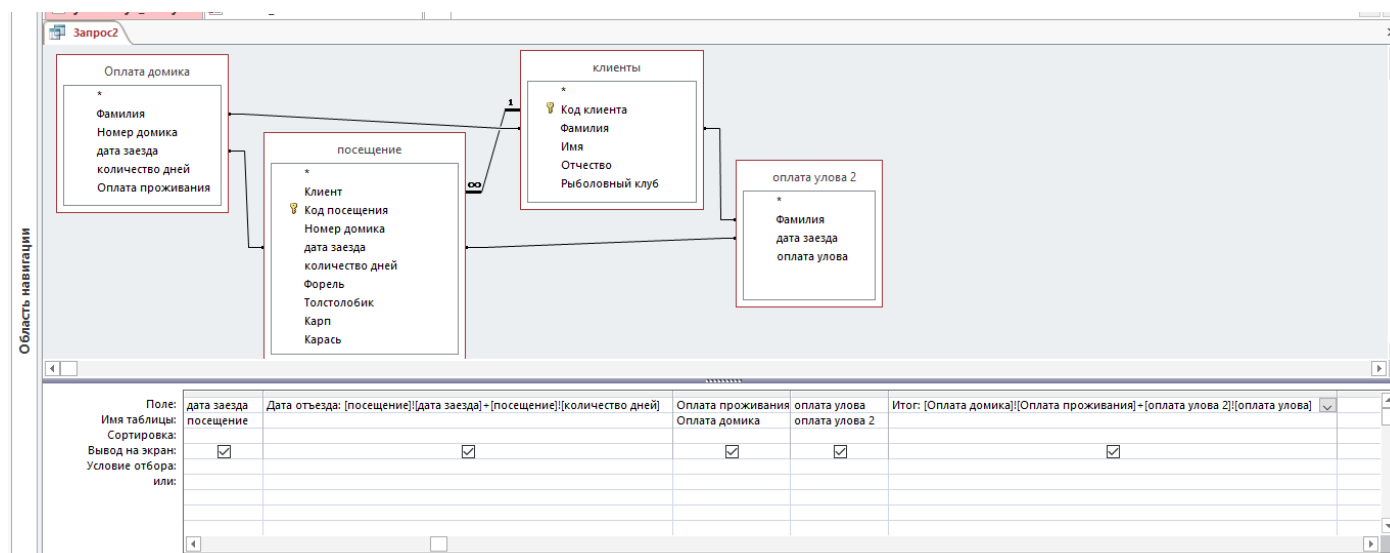 Запрос2
Оплата домика
*
Фамилия
Номер домика
дата заезда
количество дней
Оплата проживания
посещение
*
Клиент
Код посещения
Номер домика
дата заезда
количество дней
Форель
Толстолобик
Карп
Карась
клиенты
*
Код клиента
Фамилия
Имя
Отчество
Рыболовный клуб
1
∞
оплата улова 2
*
Фамилия
дата заезда
оплата улова
Область навигации
Поле: дата заезда Дата отъезда: [посещение]![дата заезда]+[посещение]![количество дней] Оплата проживания оплата улова Итог: [Оплата домика]![Оплата проживания]+[оплата улова 2]![оплата улова]
Имя таблицы: посещение Оплата домика оплата улова 2
Сортировка:
Вывод на экран:
Условие отбора:
или: